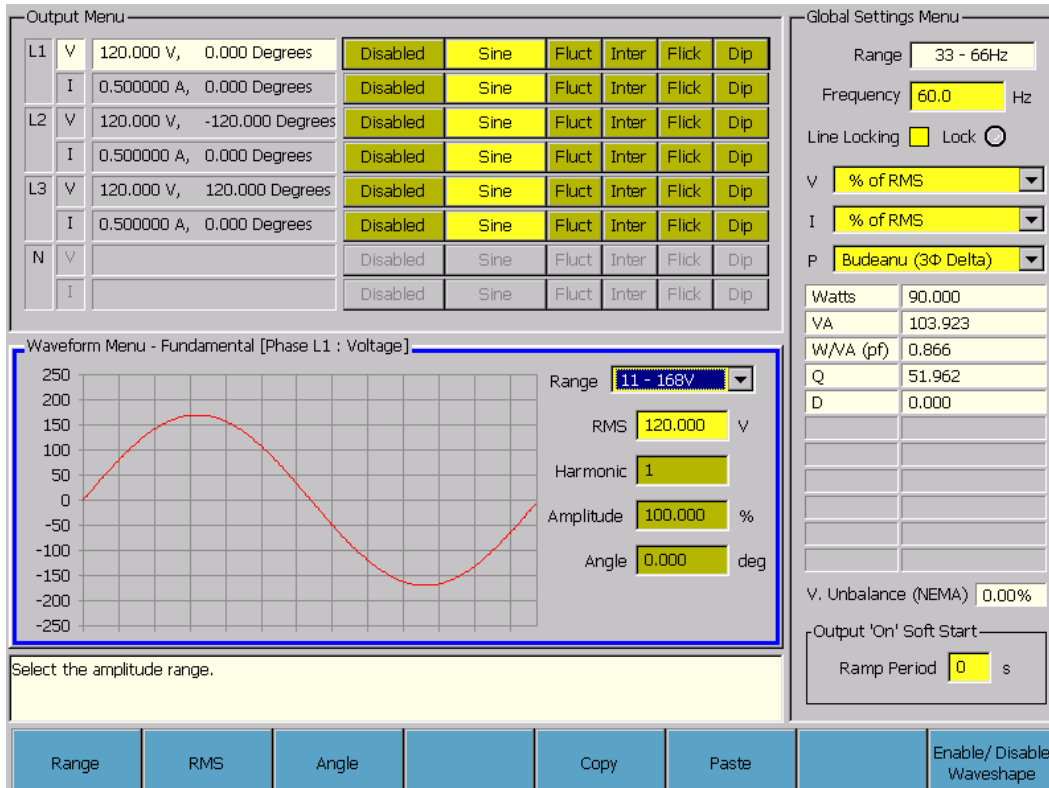 Output Menu
L1 V 120.000 V, 0.000 Degrees Disabled Sine Fluct Inter Flick Dip
I 0.500000 A, 0.000 Degrees Disabled Sine Fluct Inter Flick Dip
L2 V 120.000 V, -120.000 Degrees Disabled Sine Fluct Inter Flick Dip
I 0.500000 A, 0.000 Degrees Disabled Sine Fluct Inter Flick Dip
L3 V 120.000 V, 120.000 Degrees Disabled Sine Fluct Inter Flick Dip
I 0.500000 A, 0.000 Degrees Disabled Sine Fluct Inter Flick Dip
N V Disabled Sine Fluct Inter Flick Dip
I Disabled Sine Fluct Inter Flick Dip
Waveform Menu - Fundamental [Phase L1 : Voltage]
250
200
150
100
50
0
-50
-100
-150
-200
-250
Range 11 - 168V
RMS 120.000 V
Harmonic 1
Amplitude 100.000 %
Angle 0.000 deg
Select the amplitude range.
Global Settings Menu
Range 33 - 66Hz
Frequency 60.0 Hz
Line Locking Lock
V % of RMS
I % of RMS
P Budeanu (3Φ Delta)
Watts 90.000
VA 103.923
W/VA (pf) 0.866
Q 51.962
D 0.000
V. Unbalance (NEMA) 0.00%
Output 'On' Soft Start
Ramp Period 0 s
Range RMS Angle Copy Paste Enable/ Disable
Waveshape